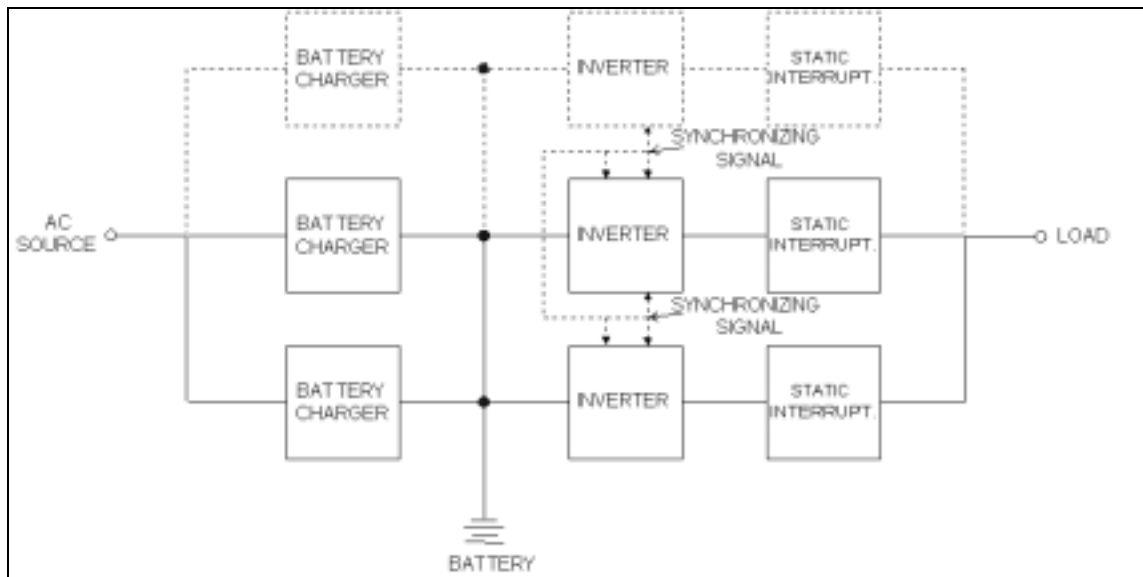 BATTERY
CHARGER
INVERTER
STATIC
INTERRUPT.
SYNCHRONIZING
SIGNAL
AC
SOURCE
BATTERY
CHARGER
INVERTER
STATIC
INTERRUPT.
LOAD
SYNCHRONIZING
SIGNAL
BATTERY
CHARGER
INVERTER
STATIC
INTERRUPT.
BATTERY